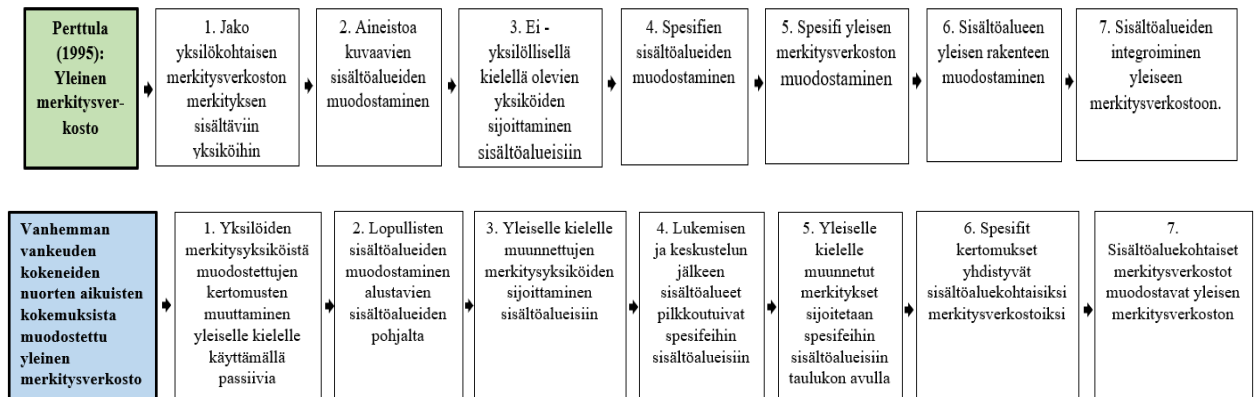 Perttula
(1995):
Yleinen
merkitysver-
kosto
1. Jako
yksilökohtaisen
merkitysverkoston
merkityksen
sisältäviin
yksiköihin
2. Aineistoa
kuvaavien
sisältöalueiden
muodostaminen
3. Ei -
yksilöllisellä
kielellä olevien
yksiköiden
sijoittaminen
sisältöalueisiin
4. Spesifien
sisältöalueiden
muodostaminen
5. Spesifi yleisen
merkitysverkoston
muodostaminen
6. Sisältöalueen
yleisen rakenteen
muodostaminen
7. Sisältöalueiden
integroiminen
yleiseen
merkitysverkostoon.
Vanhemman
vankeuden
kokeneiden
nuorten aikuisten
kokemuksista
muodostettu
yleinen
merkitysverkosto
1. Yksilöiden
merkitysyksiköistä
muodostettujen
kertomusten
muuttaminen
yleiselle kielelle
käyttämällä
passiivia
2. Lopullisten
sisältöalueiden
muodostaminen
alustavien
sisältöalueiden
pohjalta
3. Yleiselle kielelle
muunnettujen
merkitysyksiköiden
sijoittaminen
sisältöalueisiin
4. Lukemisen
ja keskustelun
jälkeen
sisältöalueet
pilkkoutuivat
spesifeihin
sisältöalueisiin
5. Yleiselle
kielelle
muunnetut
merkitykset
sijoitetaan
spesifeihin
sisältöalueisiin
taulukon avulla
6. Spesifit
kertomukset
yhdistyvät
sisältöaluekohtaisiksi
merkitysverkostoiksi
7.
Sisältöaluekohtaiset
merkitysverkostot
muodostavat yleisen
merkitysverkoston